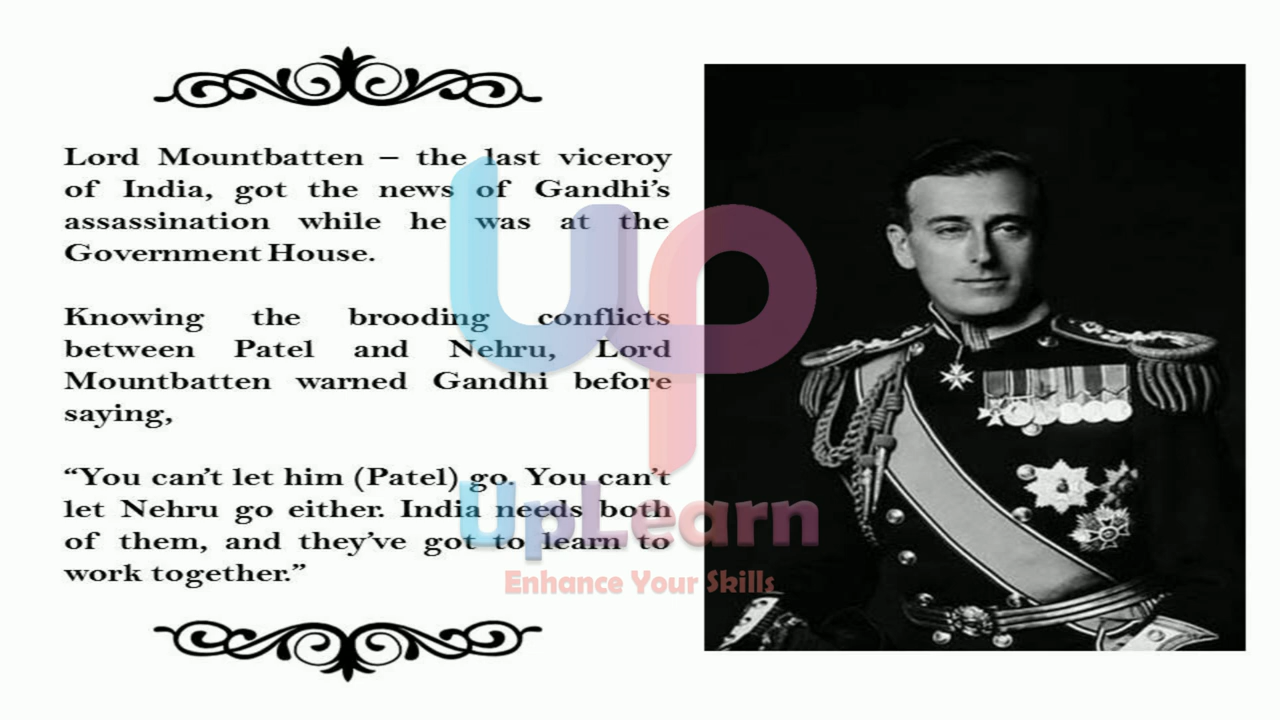 Lord Mountbatten – the last viceroy
of India, got the news of Gandhi’s
assassination while he was at the
Government House.
Knowing the brooding conflicts
between Patel and Nehru, Lord
Mountbatten warned Gandhi before
saying,
“You can’t let him (Patel) go. You can’t
let Nehru go either. India needs both
of them, and they’ve got to learn to
work together.”
up
UpLearn
Enhance Your Skills